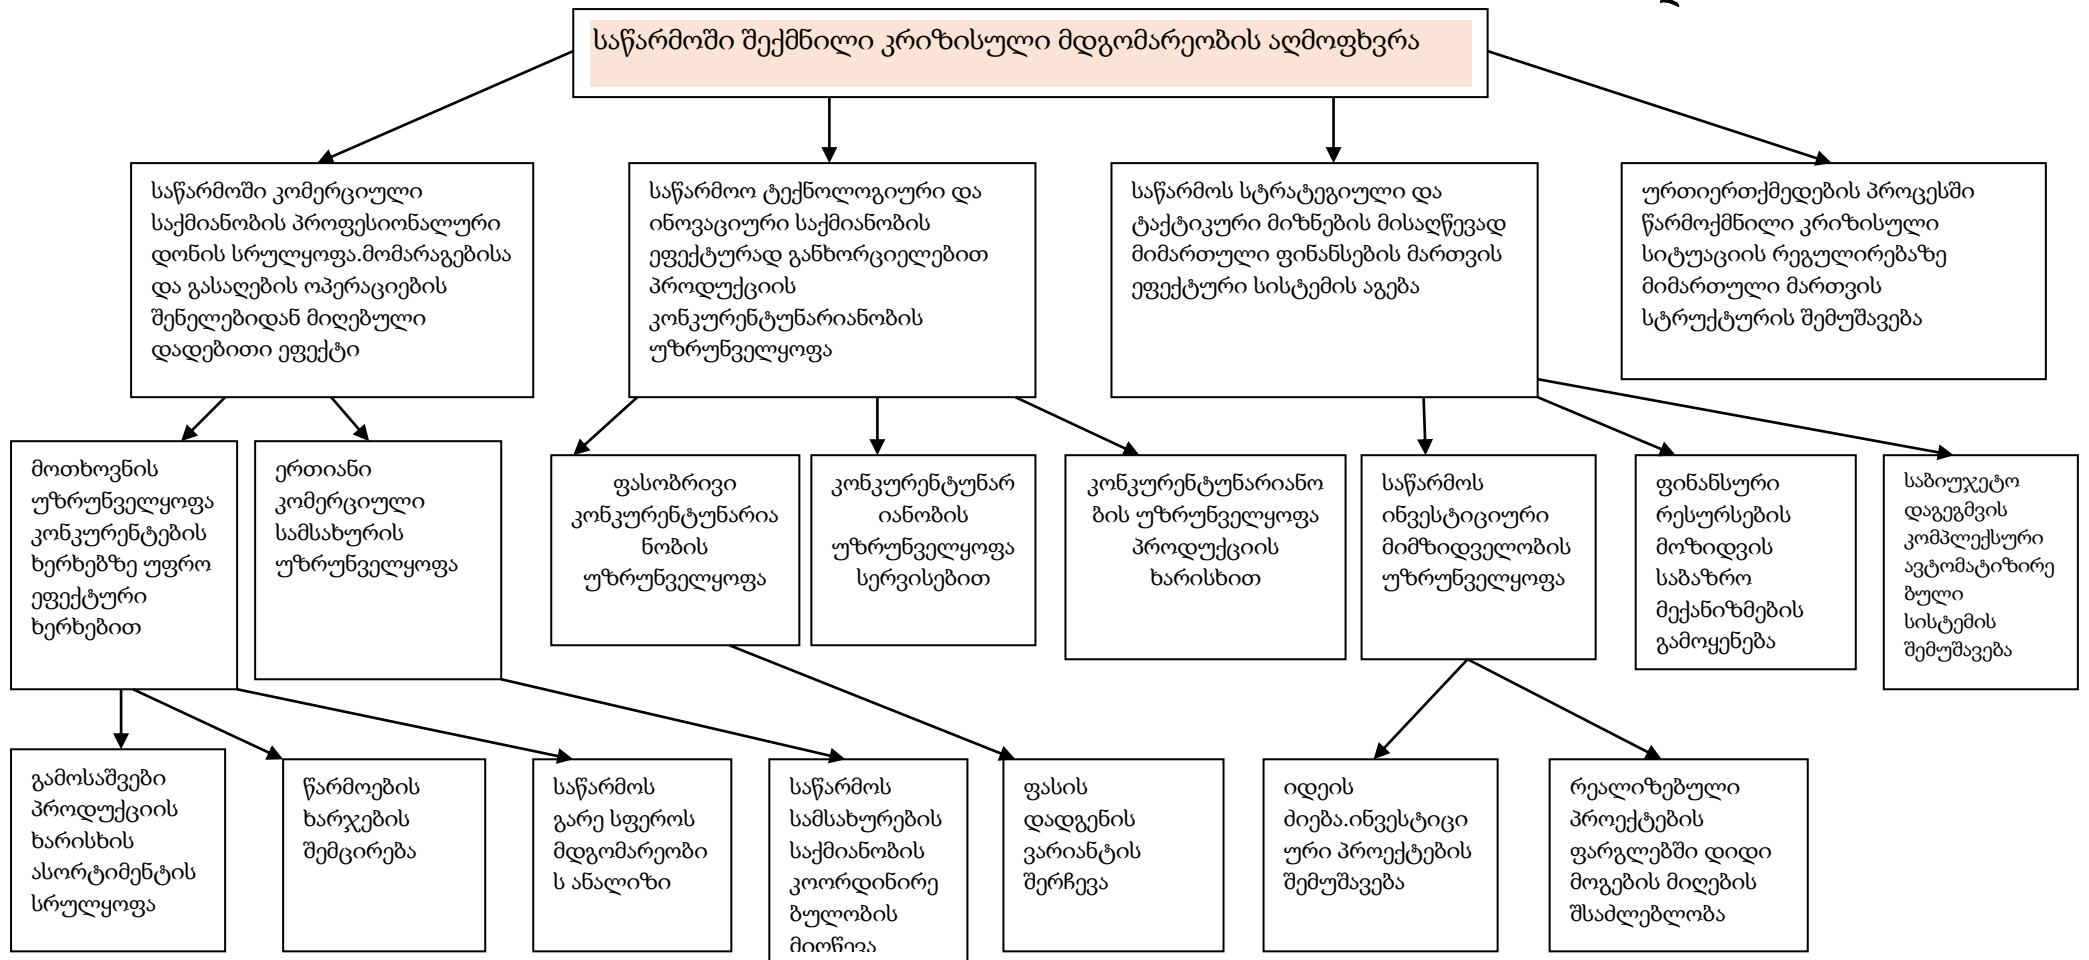 საწარმოში შექმნილი კრიზისული მდგომარეობის აღმოფხვრა
საწარმოში კომერციული
საქმიანობის პროფესიონალური
დონის სრულყოფა.მომარაგებისა
და გასაღების ოპერაციების
შენელებიდან მიღებული
დადებითი ეფექტი
საწარმოო ტექნოლოგიური და
ინოვაციური საქმიანობის
ეფექტურად განხორციელებით
პროდუქციის
კონკურენტუნარიანობის
უზრუნველყოფა
საწარმოს სტრატეგიული და
ტაქტიკური მიზნების მისაღწევად
მიმართული ფინანსების მართვის
ეფექტური სისტემის აგება
ურთიერთქმედების პროცესში
წარმოქმნილი კრიზისული
სიტუაციის რეგულირებაზე
მიმართული მართვის
სტრუქტურის შემუშავება
მოთხოვნის
უზრუნველყოფა
კონკურენტების
ხერხებზე უფრო
ეფექტური
ხერხებით
ერთიანი
კომერციული
სამსახურის
უზრუნველყოფა
ფასობრივი
კონკურენტუნარია
ნობის
უზრუნველყოფა
კონკურენტუნარ
იანობის
უზრუნველყოფა
სერვისებით
კონკურენტუნარიანო
ბის უზრუნველყოფა
პროდუქციის
ხარისხით
საწარმოს
ინვესტიციური
მიმზიდველობის
უზრუნველყოფა
ფინანსური
რესურსების
მოზიდვის
საბაზრო
მექანიზმების
გამოყენება
საბიუჯეტო
დაგეგმვის
კომპლექსური
ავტომატიზირე
ბული
სისტემის
შემუშავება
გამოსაშვები
პროდუქციის
ხარისხის
ასორტიმენტის
სრულყოფა
წარმოების
ხარჯების
შემცირება
საწარმოს
გარე სფეროს
მდგომარეობი
ს ანალიზი
საწარმოს
სამსახურების
საქმიანობის
კოორდინირე
ბულობის
მიღწევა
ფასის
დადგენის
ვარიანტის
შერჩევა
იდეის
ძიება.ინვესტიცი
ური პროექტების
შემუშავება
რეალიზებული
პროექტების
ფარგლებში დიდი
მოგების მიღების
შსაძლებლობა